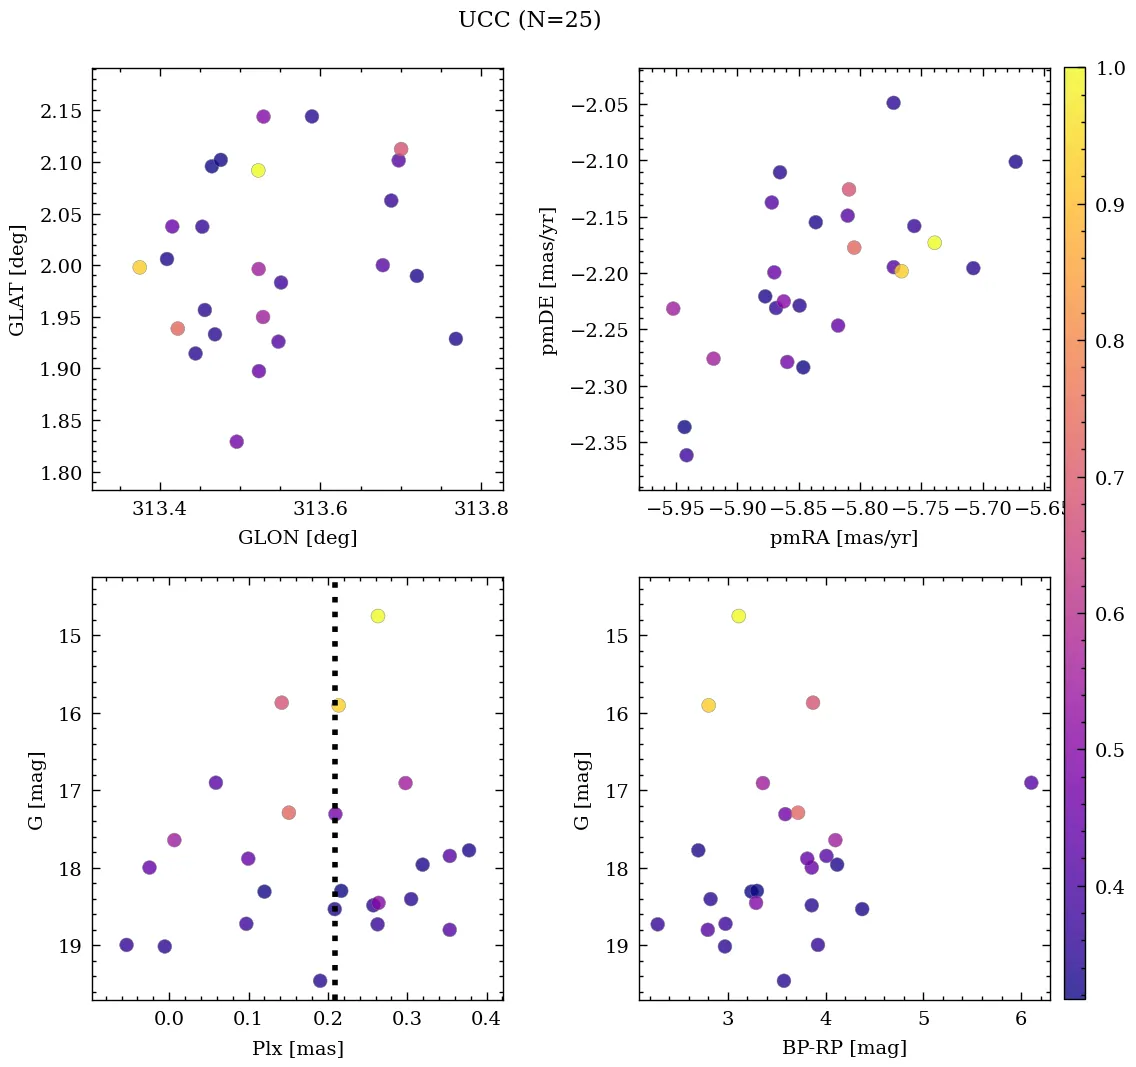 UCC (N=25)
2.15
2.10
2.05
2.00
1.95
1.90
1.85
1.80
GLAT [deg]
313.4 313.6 313.8
GLON [deg]
−2.05
−2.10
−2.15
−2.20
−2.25
−2.30
−2.35
pmDE [mas/yr]
−5.95 −5.90 −5.85 −5.80 −5.75 −5.70
pmRA [mas/yr]
1.0
0.9
0.8
0.7
0.6
0.5
0.4
15
16
17
18
19
G [mag]
0.0 0.1 0.2 0.3 0.4
Plx [mas]
15
16
17
18
19
G [mag]
3 4 5 6
BP-RP [mag]